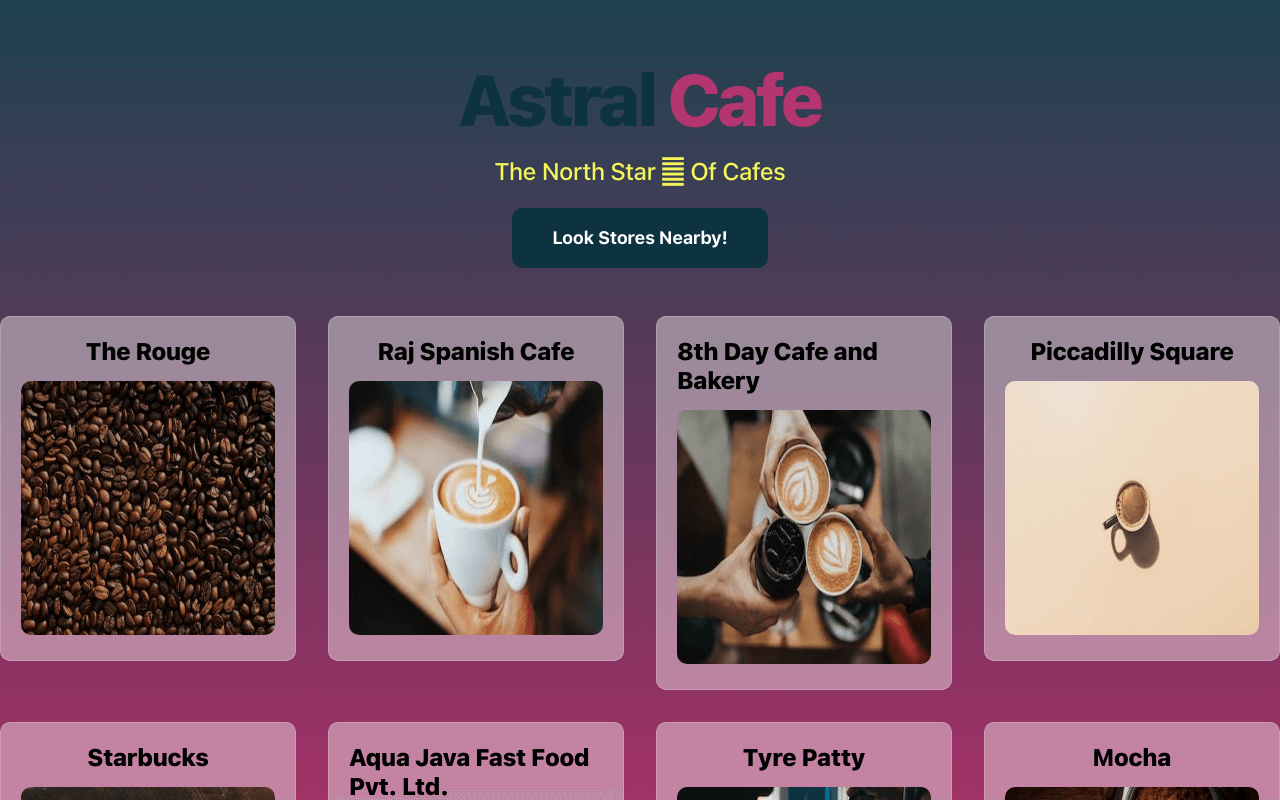 Astral Cafe
The North Star Of Cafes
Look Stores Nearby!
The Rouge
Raj Spanish Cafe
8th Day Cafe and
Bakery
Piccadilly Square
Starbucks
Aqua Java Fast Food
Pvt. Ltd.
Tyre Patty
Mocha